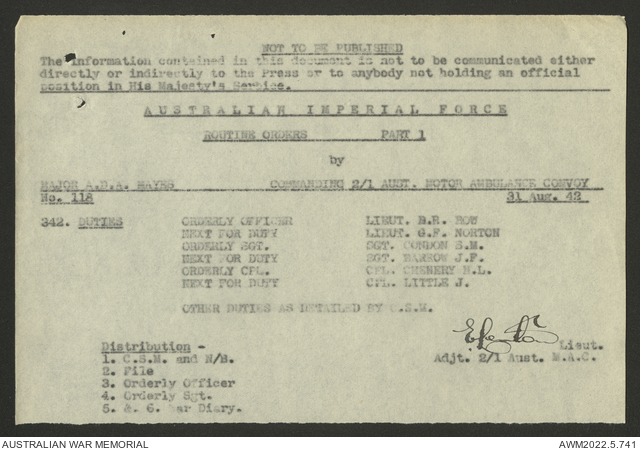 NOT TO BE PUBLISHED
The information contained in this document is not to be communicated either
directly or indirectly to the Press or to anybody not holding an official
position in His Majesty's Service.
AUSTRALIAN IMPERIAL FORCE
ROUTINE ORDERS PART 1
by
MAJOR A.D.A. HAYES COMMANDING 2/1 AUST. MOTOR AMBULANCE CONVOY
No. 118 31 Aug. 42
342. DUTIES ORDERLY OFFICER LIEUT. D.R. ROW
NEXT FOR DUTY LIEUT. G.F. NORTON
ORDERLY SGT. SGT. CONDON S.M.
NEXT FOR DUTY SGT. BARROW J.F.
ORDERLY CPL. CPL. CHENERY H.L.
NEXT FOR DUTY CPL. LITTLE J.
OTHER DUTIES AS DETAILED BY C.S.M.
Lieut.
Adjt. 2/1 Aust. M.A.C.
Distribution -
1. C.S.M. and N/B.
2. File
3. Orderly Officer
4. Orderly Sgt.
5. & 6. War Diary.
AUSTRALIAN WAR MEMORIAL AWM2022.5.741